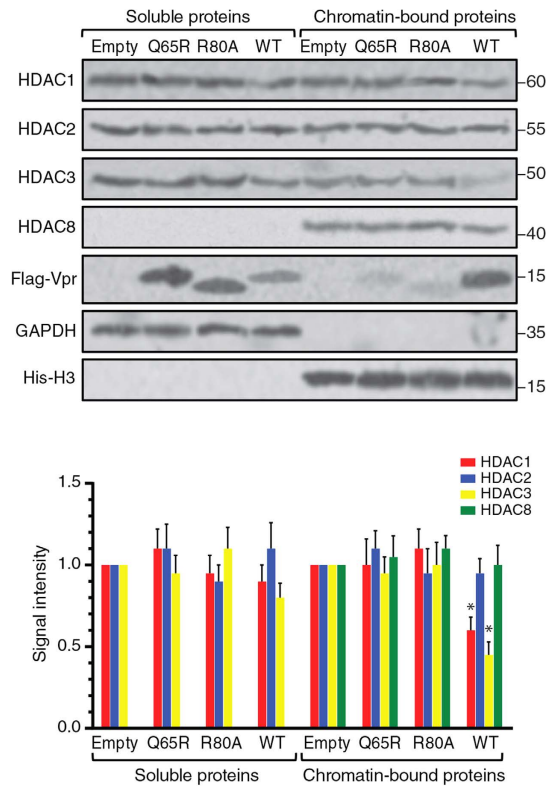 Soluble proteins Chromatin-bound proteins
Empty Q65R R80A WT Empty Q65R R80A WT
HDAC1 60
HDAC2 55
HDAC3 50
HDAC8 40
Flag-Vpr 15
GAPDH 35
His-H3 15
HDAC1
HDAC2
HDAC3
HDAC8
Signal intensity
1.5
1.0
0.5
0.0
* *
Empty Q65R R80A WT Empty Q65R R80A WT
Soluble proteins Chromatin-bound proteins